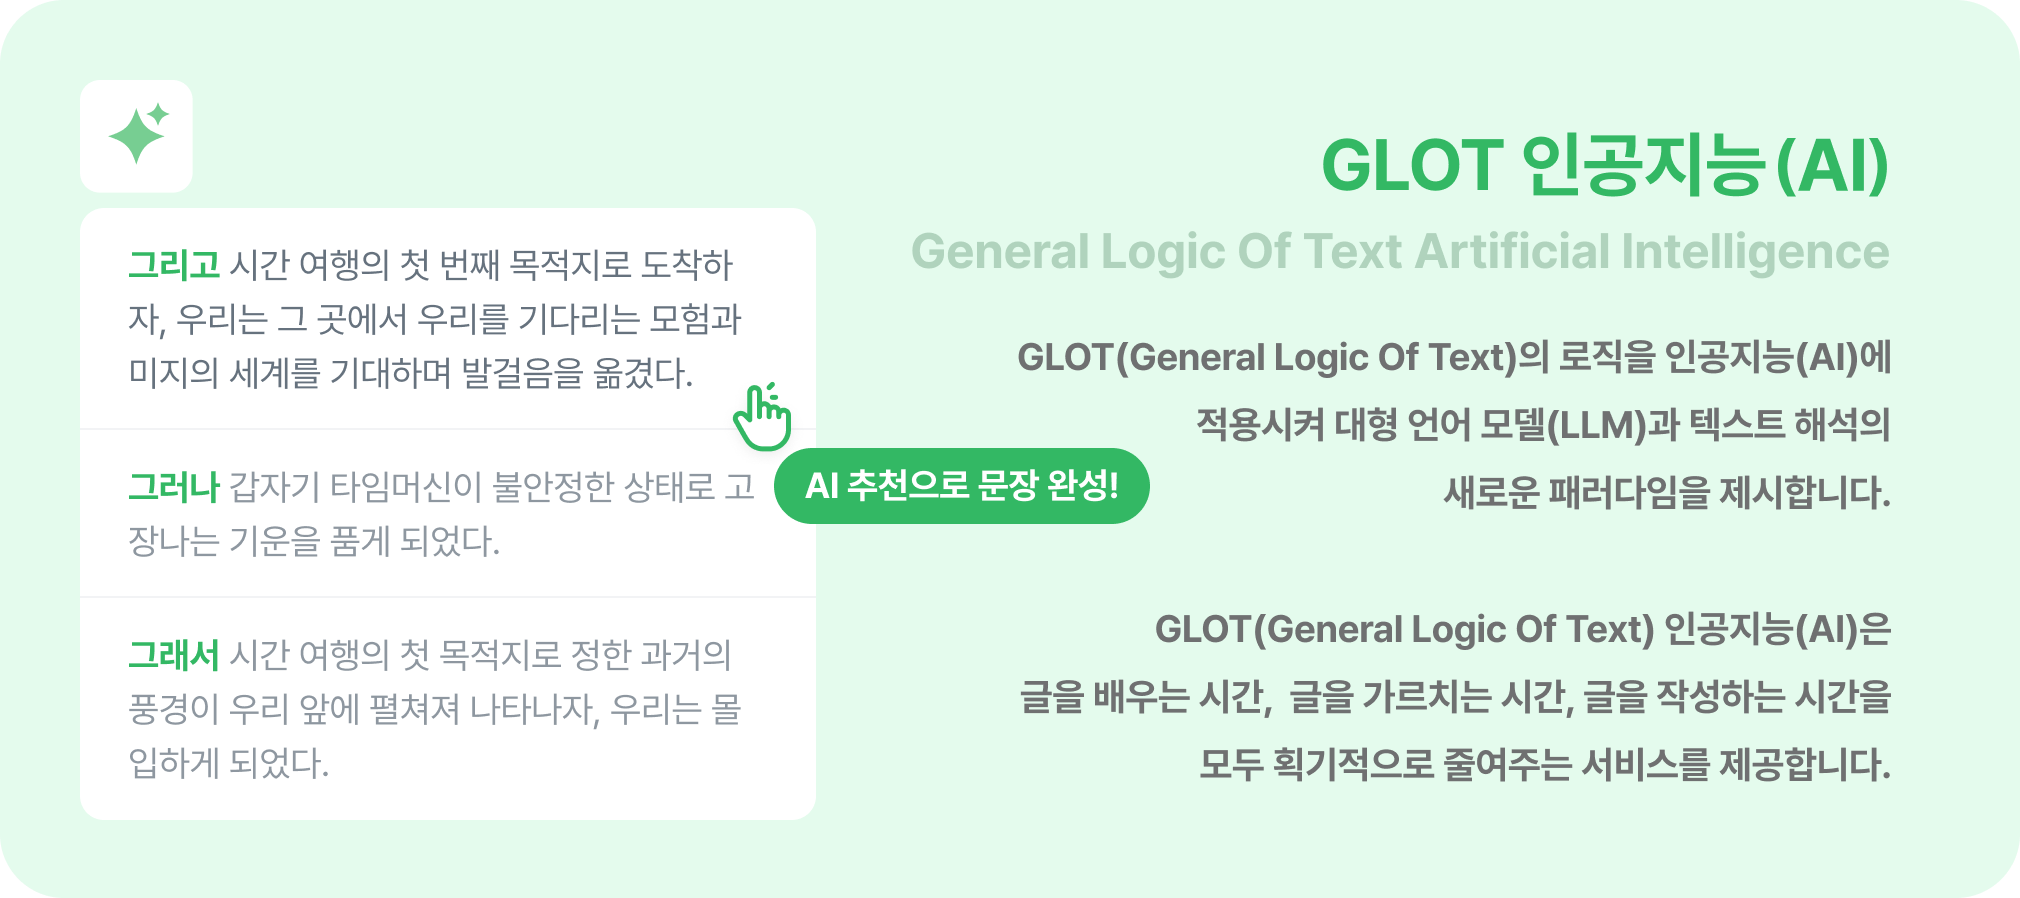 그리고 시간 여행의 첫 번째 목적지로 도착하
자, 우리는 그 곳에서 우리를 기다리는 모험과
미지의 세계를 기대하며 발걸음을 옮겼다.
그러나 갑자기 타임머신이 불안정한 상태로 고
장나는 기운을 품게 되었다.
그래서 시간 여행의 첫 목적지로 정한 과거의
풍경이 우리 앞에 펼쳐져 나타나자, 우리는 몰
입하게 되었다.
AI 추천으로 문장 완성!
GLOT 인공지능(AI)
General Logic Of Text Artificial Intelligence
GLOT(General Logic Of Text)의 로직을 인공지능(AI)에
적용시켜 대형 언어 모델(LLM)과 텍스트 해석의
새로운 패러다임을 제시합니다.
GLOT(General Logic Of Text) 인공지능(AI)은
글을 배우는 시간, 글을 가르치는 시간, 글을 작성하는 시간을
모두 획기적으로 줄여주는 서비스를 제공합니다.